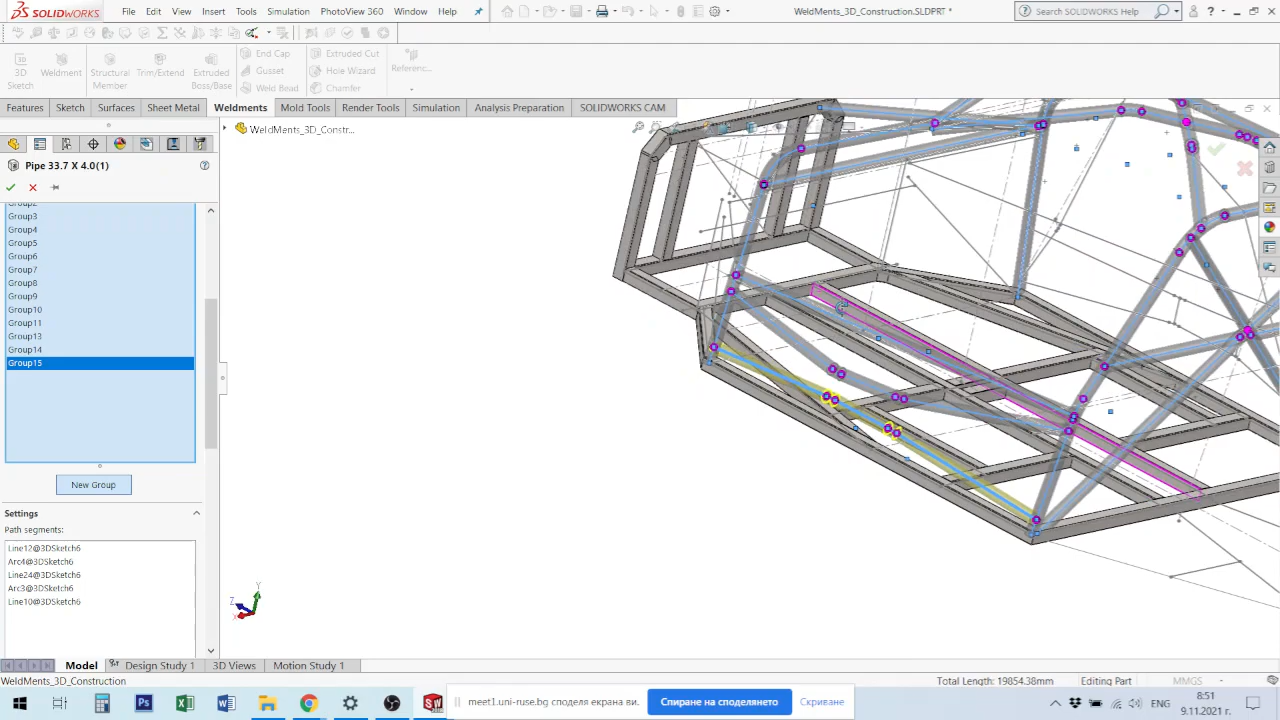 SOLIDWORKS File Edit View Insert Tools Simulation PhotoView 360 Window Help WeldMents_3D_Construction.SLDPRT * Search SOLIDWORKS Help
3D Sketch Weldment Structural Member Trim/Extend Extruded Boss/Base End Cap Gusset Weld Bead Extruded Cut Hole Wizard Chamfer Referenc...
Features Sketch Surfaces Sheet Metal Weldments Mold Tools Render Tools Simulation Analysis Preparation SOLIDWORKS CAM
WeldMents_3D_Constr...
Pipe 33.7 X 4.0(1)
Group3
Group4
Group5
Group6
Group7
Group8
Group9
Group10
Group11
Group13
Group14
Group15
New Group
Settings
Path segments:
Line12@3DSketch6
Arc4@3DSketch6
Line24@3DSketch6
Arc3@3DSketch6
Line10@3DSketch6
Y
Z
X
Model Design Study 1 3D Views Motion Study 1
WeldMents_3D_Construction Total Length: 19854.38mm Editing Part MMGS
meet1.uni-ruse.bg споделя екрана ви. Спиране на споделянето Скриване
8:51
9.11.2021 г.